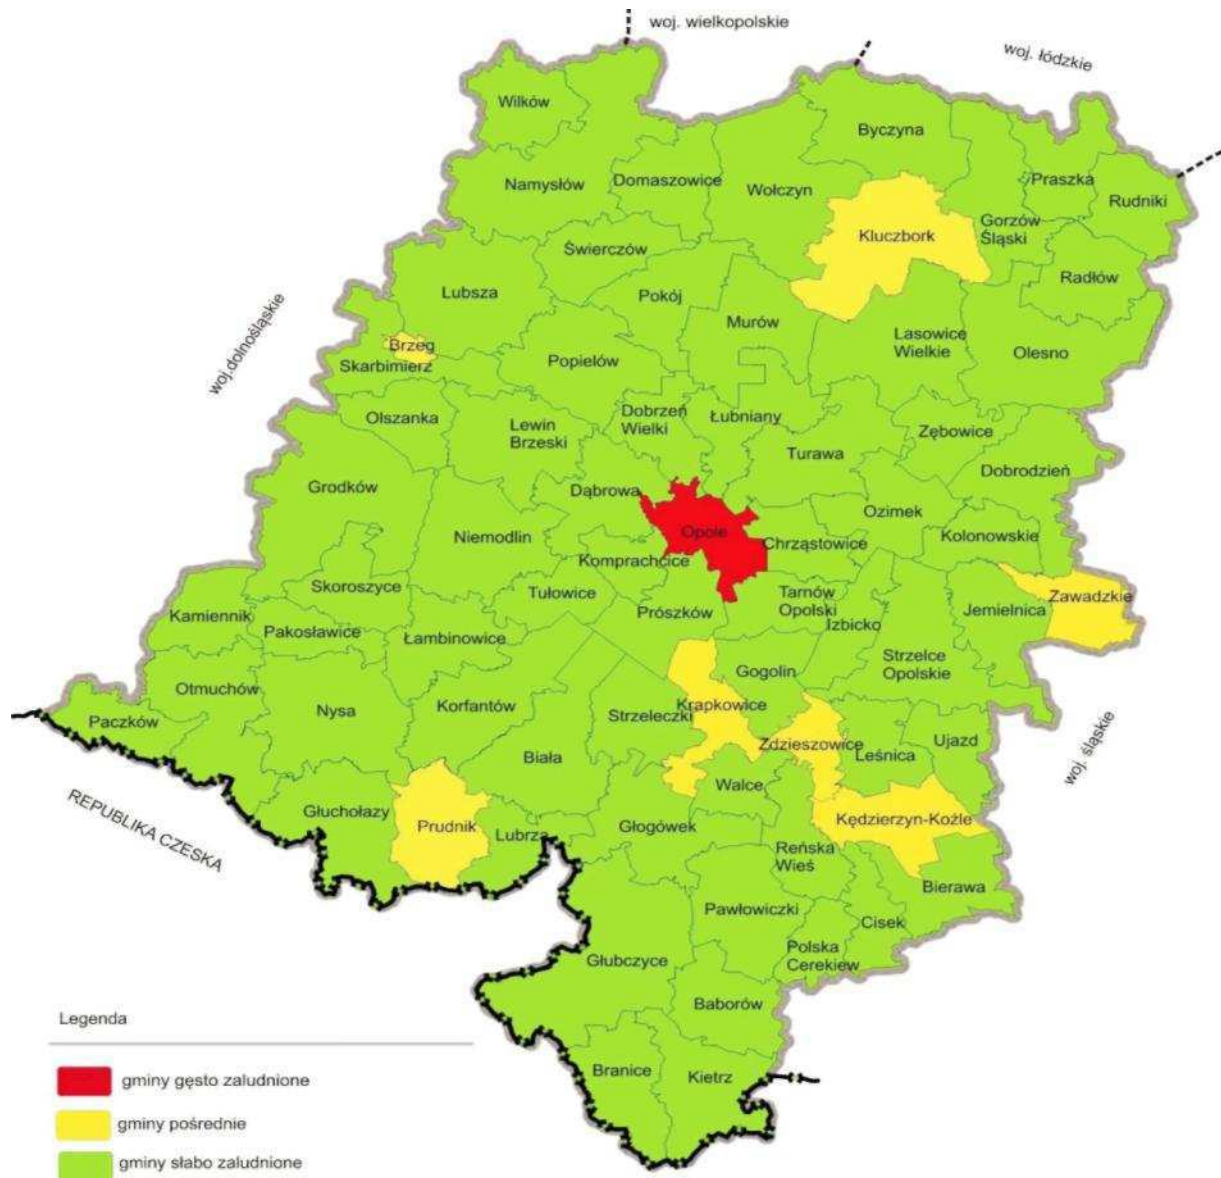 woj. wielkopolskie
woj. łódzkie
Wilków
Byczyna
Namysłów
Domaszowice
Wołczyn
Praszka
Rudniki
Kluczbork
Gorzów
Śląski
Świerczów
Radłów
Lubsza
Pokój
Murów
woj.dolnośląskie
Brzeg
Skarbimierz
Popielów
Lasowice
Wielkie
Olesno
Olszanka
Lewin
Brzeski
Dobrzeń
Wielki
Łubniany
Zębowice
Turawa
Dobrodzień
Grodków
Dąbrowa
Ozimek
Niemodlin
Opole
Chrząstowice
Kolonowskie
Komprachcice
Skoroszyce
Tułowice
Tarnów
Opolski
Zawadzkie
Kamiennik
Pakosławice
Łambinowice
Prószków
Izbicko
Jemielnica
Gogolin
Strzelce
Opolskie
Otmuchów
Nysa
Korfantów
Strzeleczki
Krapkowice
Paczków
Biała
Zdzieszowice
Leśnica
Ujazd
woj. śląskie
REPUBLIKA CZESKA
Walce
Głuchołazy
Prudnik
Lubrza
Głogówek
Kędzierzyn-Koźle
Reńska
Wieś
Bierawa
Pawłowiczki
Cisek
Polska
Cerekiew
Głubczyce
Baborów
Branice
Kietrz
Legenda
gminy gęsto zaludnione
gminy pośrednie
gminy słabo zaludnione